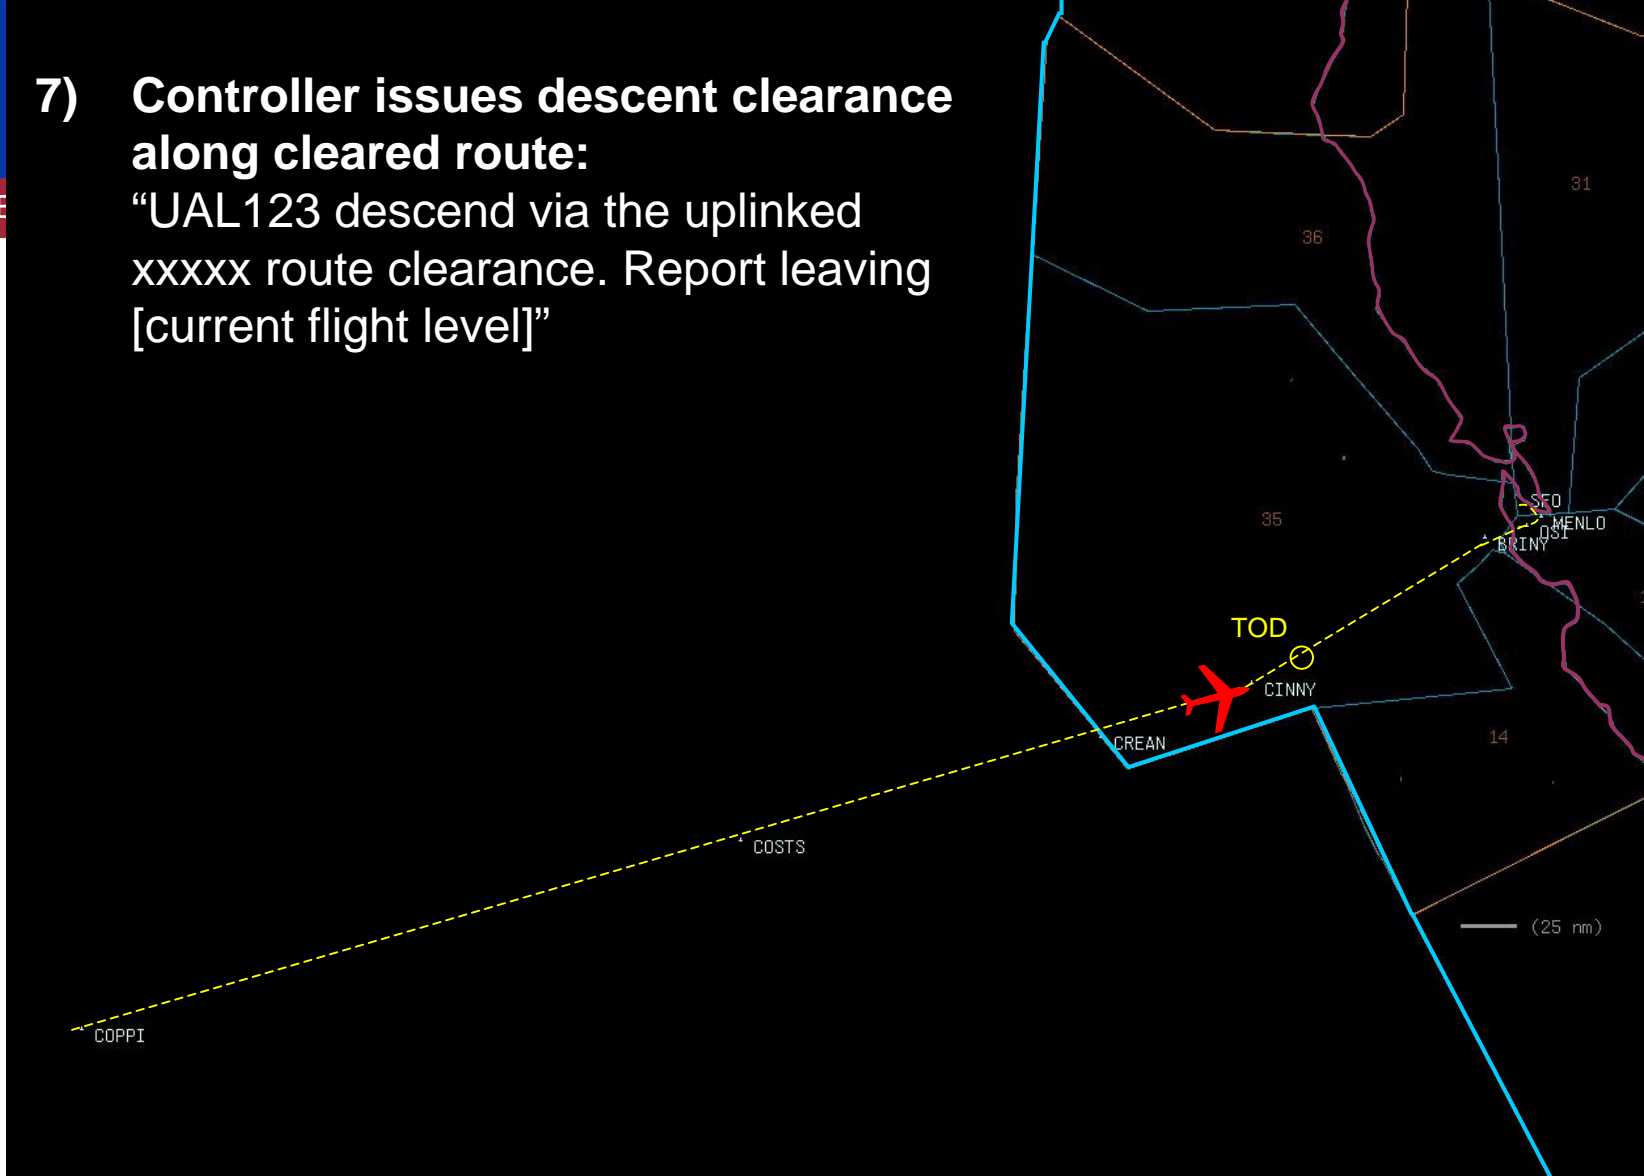 7) Controller issues descent clearance
along cleared route:
“UAL123 descend via the uplinked
xxxxx route clearance. Report leaving
[current flight level]”
31
36
SFO
35
MENLO
OSI
BRINY
TOD
CINNY
14
CREAN
COSTS
(25 nm)
COPPI